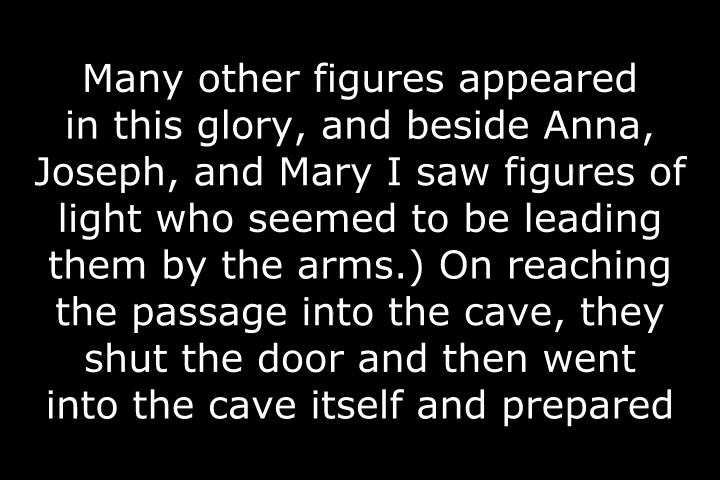 Many other figures appeared
in this glory, and beside Anna,
Joseph, and Mary I saw figures of
light who seemed to be leading
them by the arms.) On reaching
the passage into the cave, they
shut the door and then went
into the cave itself and prepared